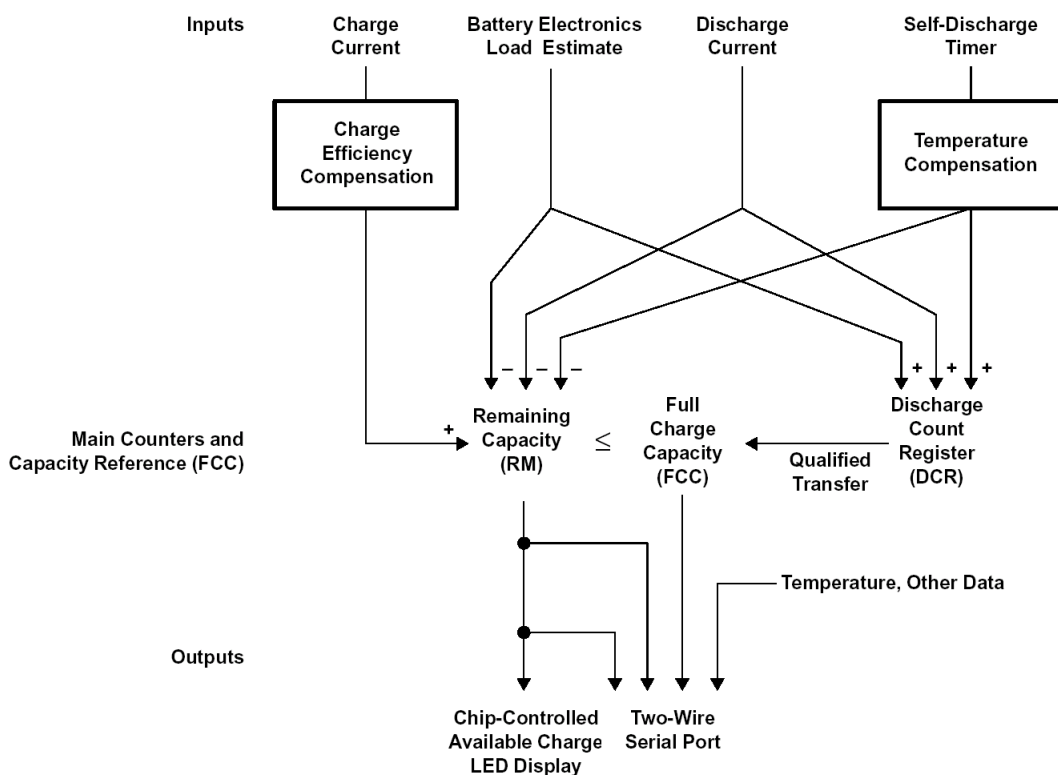 Inputs
Charge
Current
Battery Electronics
Load Estimate
Discharge
Current
Self-Discharge
Timer
Charge
Efficiency
Compensation
Temperature
Compensation
– – –
+ + +
Main Counters and
Capacity Reference (FCC)
+
Remaining
Capacity
(RM)
≤
Full
Charge
Capacity
(FCC)
Qualified
Transfer
Discharge
Count
Register
(DCR)
Temperature, Other Data
Outputs
Chip-Controlled
Available Charge
LED Display
Two-Wire
Serial Port